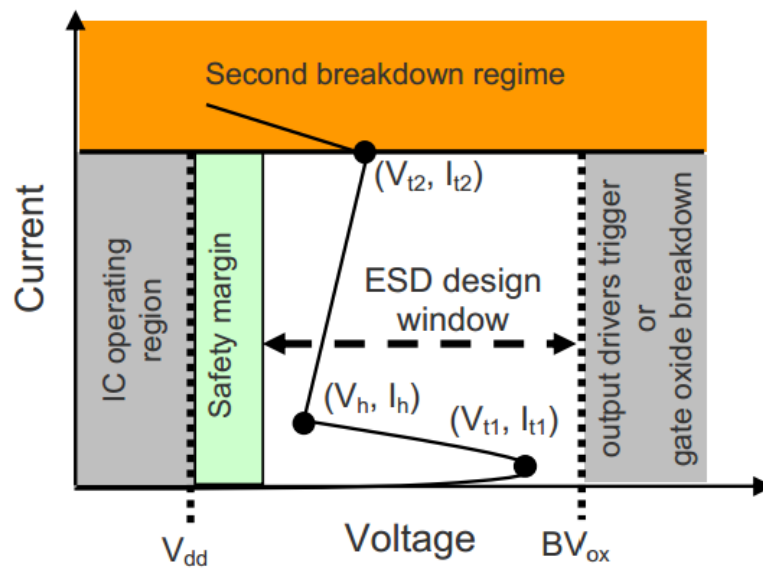 Second breakdown regime
(Vt2, It2)
Current
IC operating
region
Safety margin
ESD design
window
(Vh, Ih)
(Vt1, It1)
output drivers trigger
or
gate oxide breakdown
Vdd
Voltage
BVox